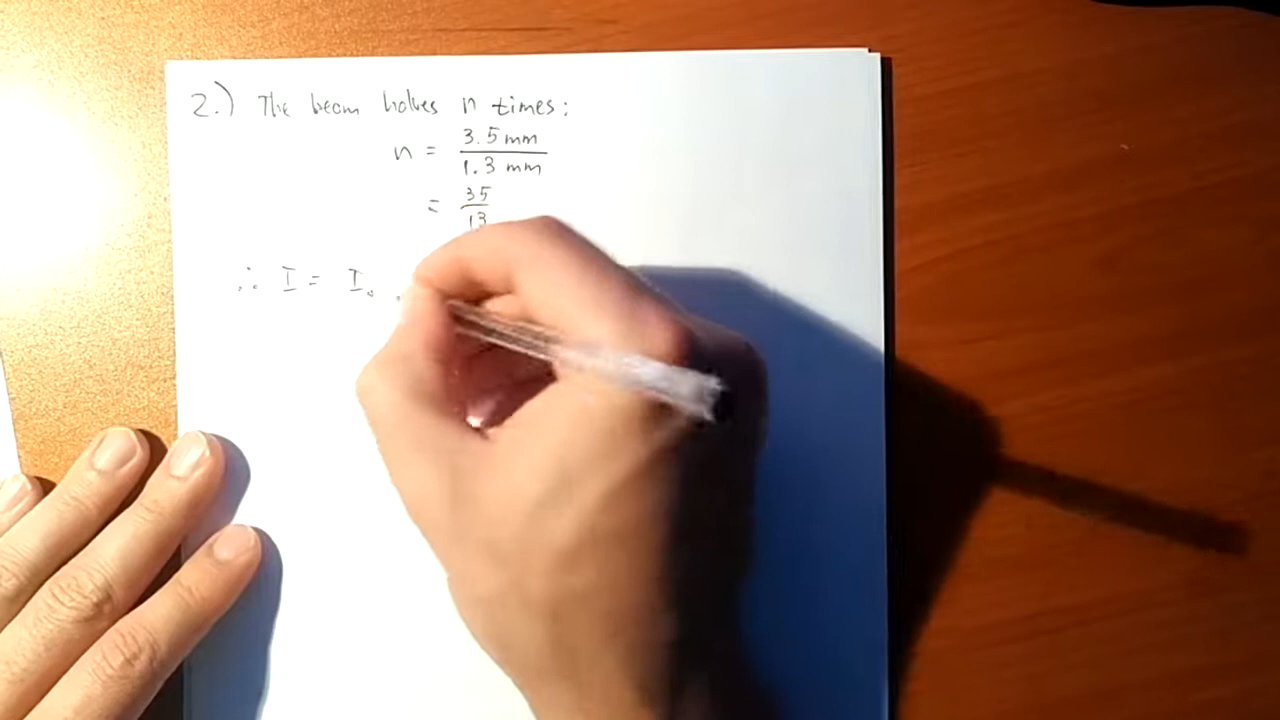 2.) The beam halves n times:
n = 3.5 mm / 1.3 mm
= 35 / 13
∴ I = I₀ .